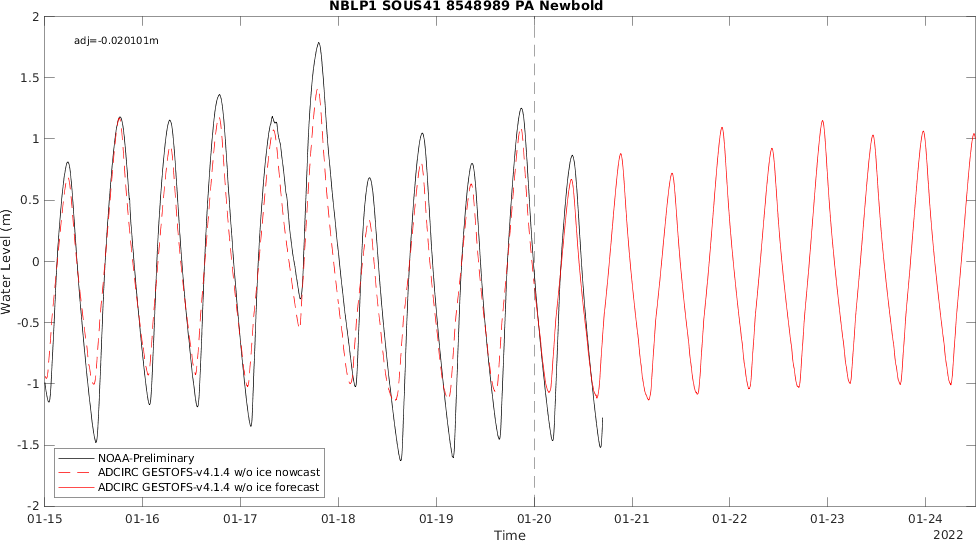 NBLP1 SOUS41 8548989 PA Newbold
adj=-0.020101m
2
1.5
1
0.5
0
-0.5
-1
-1.5
-2
Water Level (m)
NOAA-Preliminary
ADCIRC GESTOFS-v4.1.4 w/o ice nowcast
ADCIRC GESTOFS-v4.1.4 w/o ice forecast
01-15 01-16 01-17 01-18 01-19 01-20 01-21 01-22 01-23 01-24
Time
2022